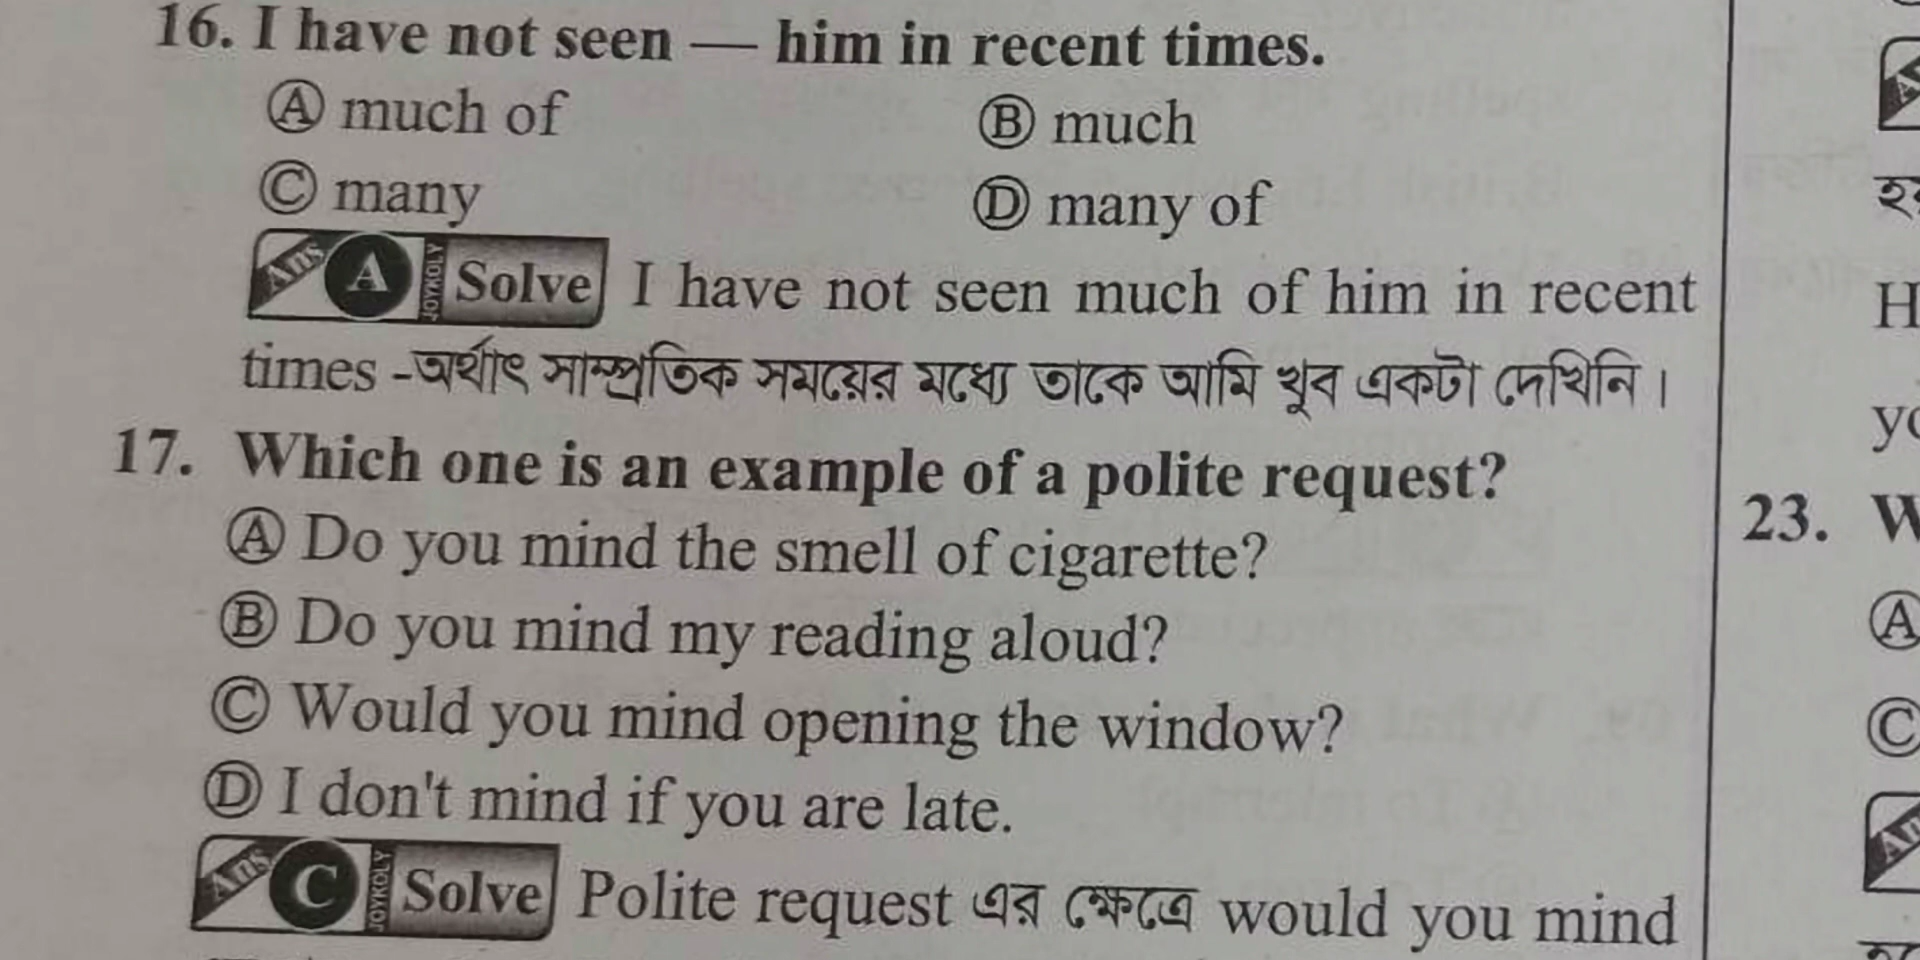 16. I have not seen — him in recent times.
Ⓐ much of Ⓑ much
Ⓒ many Ⓓ many of
Ans A JOYKOLY Solve I have not seen much of him in recent
times -অর্থাৎ সাম্প্রতিক সময়ের মধ্যে তাকে আমি খুব একটা দেখিনি।
17. Which one is an example of a polite request?
Ⓐ Do you mind the smell of cigarette?
Ⓑ Do you mind my reading aloud?
Ⓒ Would you mind opening the window?
Ⓓ I don't mind if you are late.
Ans C JOYKOLY Solve Polite request এর ক্ষেত্রে would you mind
H
23. W
Ⓐ
Ⓒ